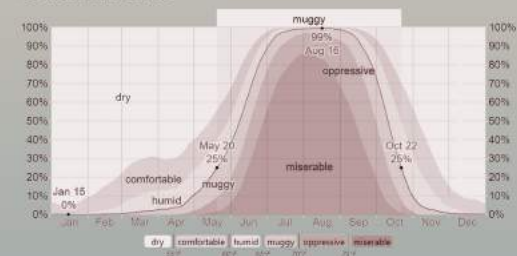 muggy
100% 100%
90% 99% 90%
80% Aug 16 80%
oppressive
70% 70%
dry
60% 60%
50% 50%
40% May 20 Oct 22 40%
30% 25% 25% 30%
miserable
20% comfortable 20%
muggy
10% Jan 15 humid 10%
0% 0% 0%
Jan Feb Mar Apr May Jun Jul Aug Sep Oct Nov Dec
dry comfortable humid muggy oppressive miserable